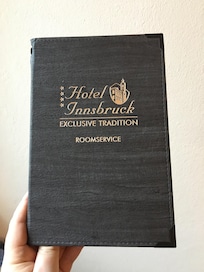 Hotel
Innsbruck
EXCLUSIVE TRADITION
ROOMSERVICE